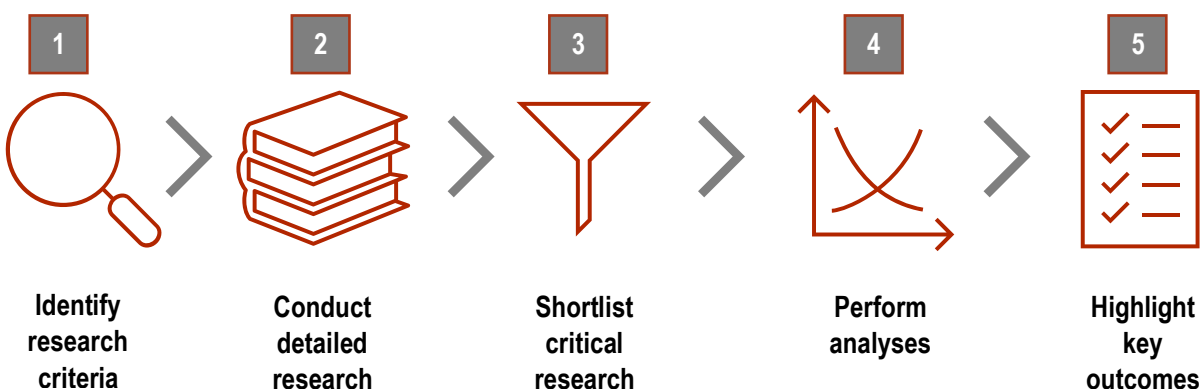 1
2
3
4
5
Identify
research
criteria
Conduct
detailed
research
Shortlist
critical
research
Perform
analyses
Highlight
key
outcomes